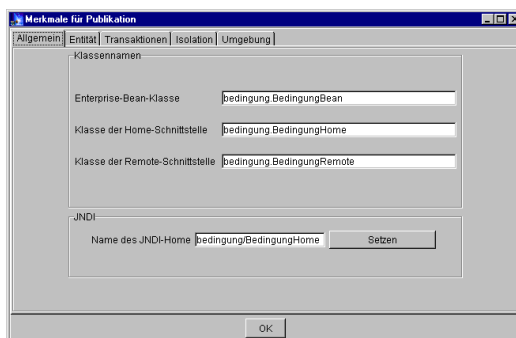 Merkmale für Publikation
Allgemein Entität Transaktionen Isolation Umgebung
Klassennamen
Enterprise-Bean-Klasse bedingung.BedingungBean
Klasse der Home-Schnittstelle bedingung.BedingungHome
Klasse der Remote-Schnittstelle bedingung.BedingungRemote
JNDI
Name des JNDI-Home bedingung/BedingungHome Setzen
OK